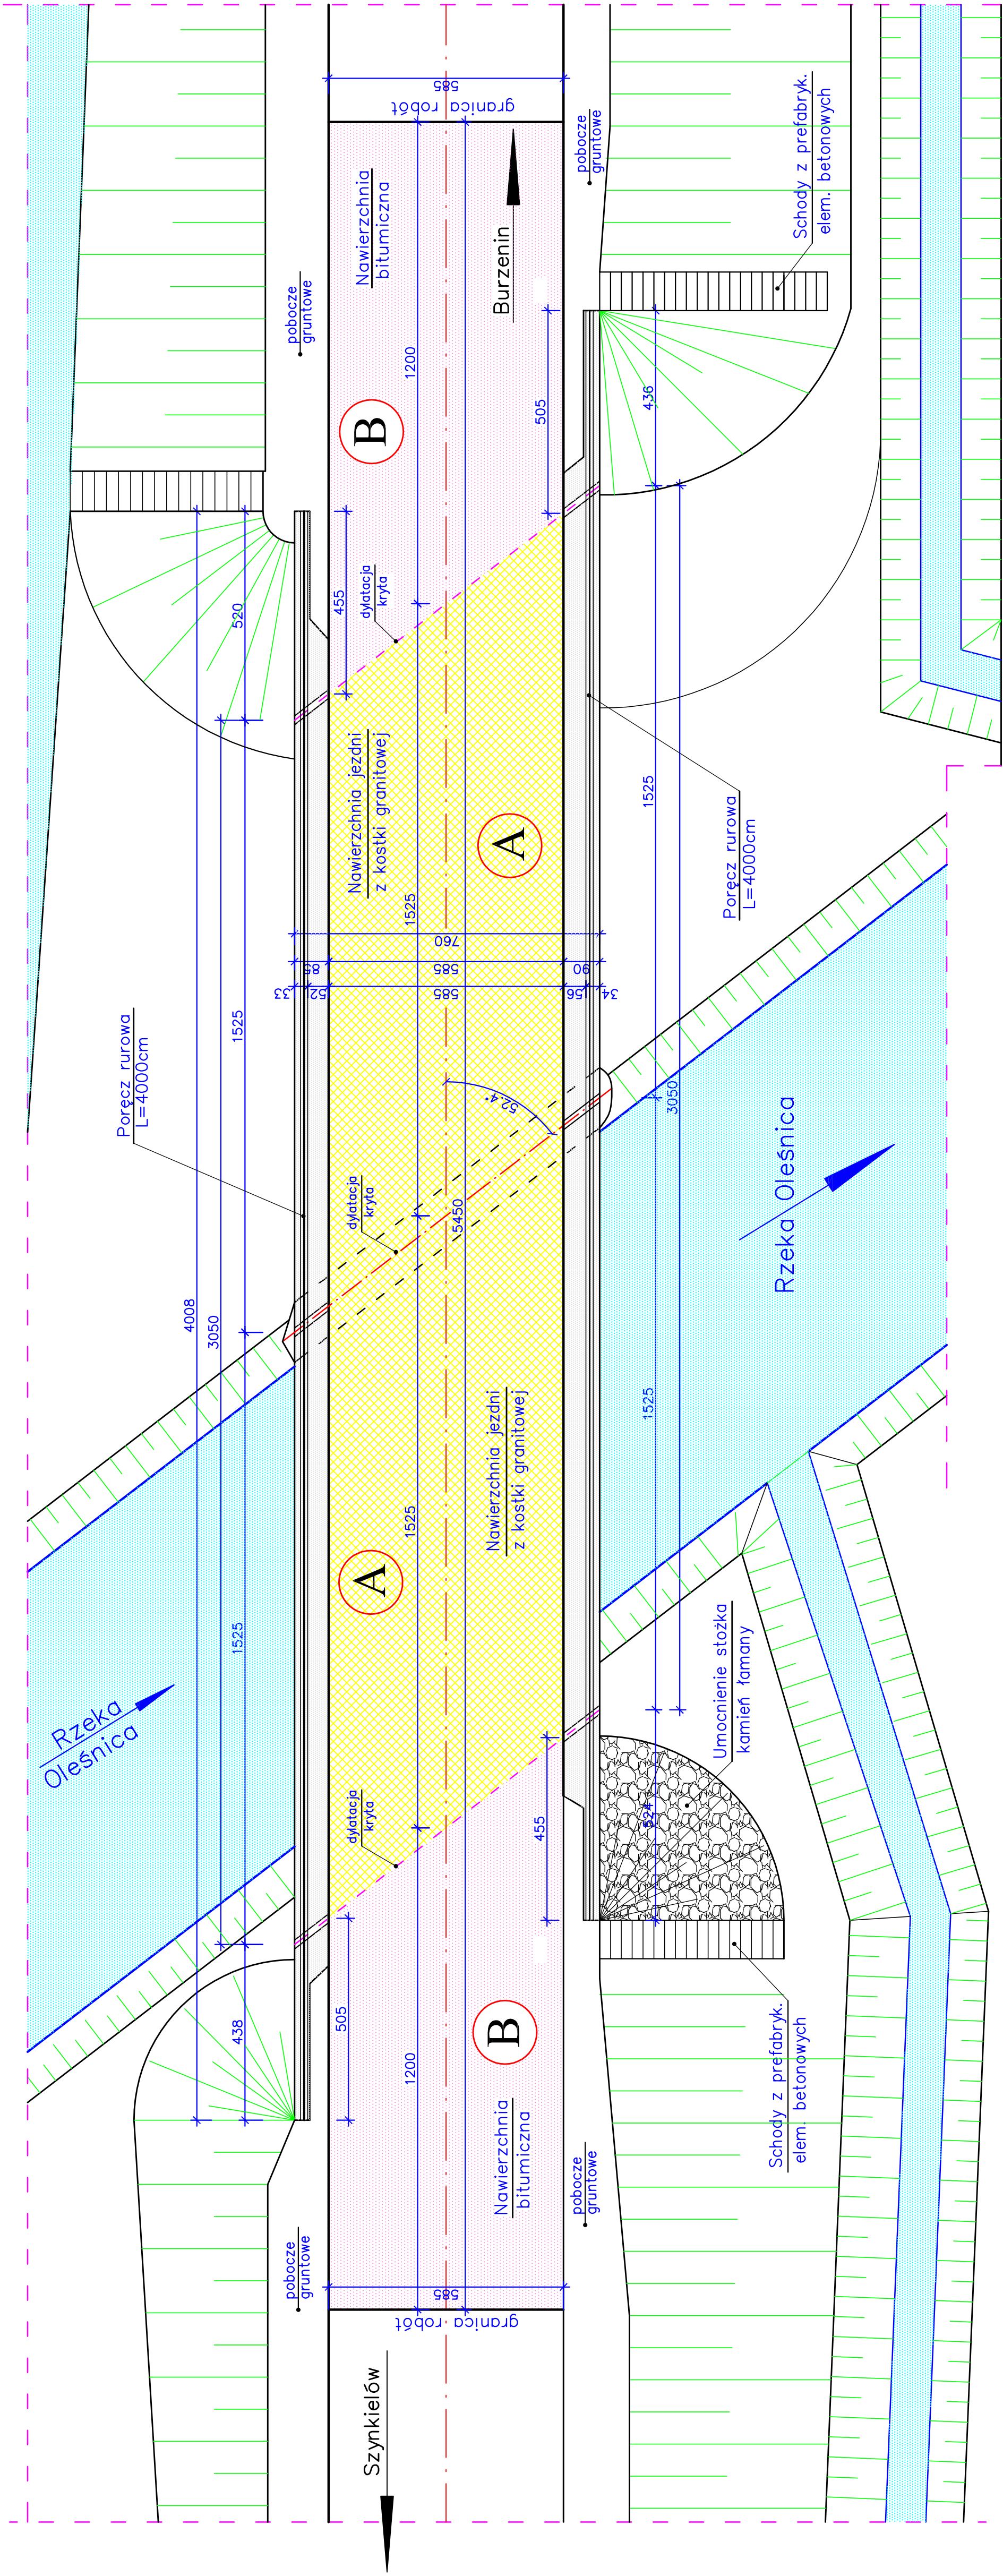 585
granica robót
Nawierzchnia
bitumiczna
Burzenin
pobocze
gruntowe
Schody z prefabryk.
elem. betonowych
pobocze
gruntowe
1200
B
505
436
520
455
dylatacja
kryta
Nawierzchnia jezdni
z kostki granitowej
A
1525
1525
Poręcz rurowa
L=4000cm
760
85
585
90
33
52
585
56
34
1525
Poręcz rurowa
L=4000cm
52.4°
3050
Rzeka Oleśnica
dylatacja
kryta
5450
4008
3050
1525
Nawierzchnia jezdni
z kostki granitowej
1525
A
1525
Rzeka
Oleśnica
Umocnienie stożka
kamień łamany
dylatacja
kryta
524
455
438
505
1200
B
Schody z prefabryk.
elem. betonowych
Nawierzchnia
bitumiczna
pobocze
gruntowe
pobocze
gruntowe
585
granica robót
Szynkielów